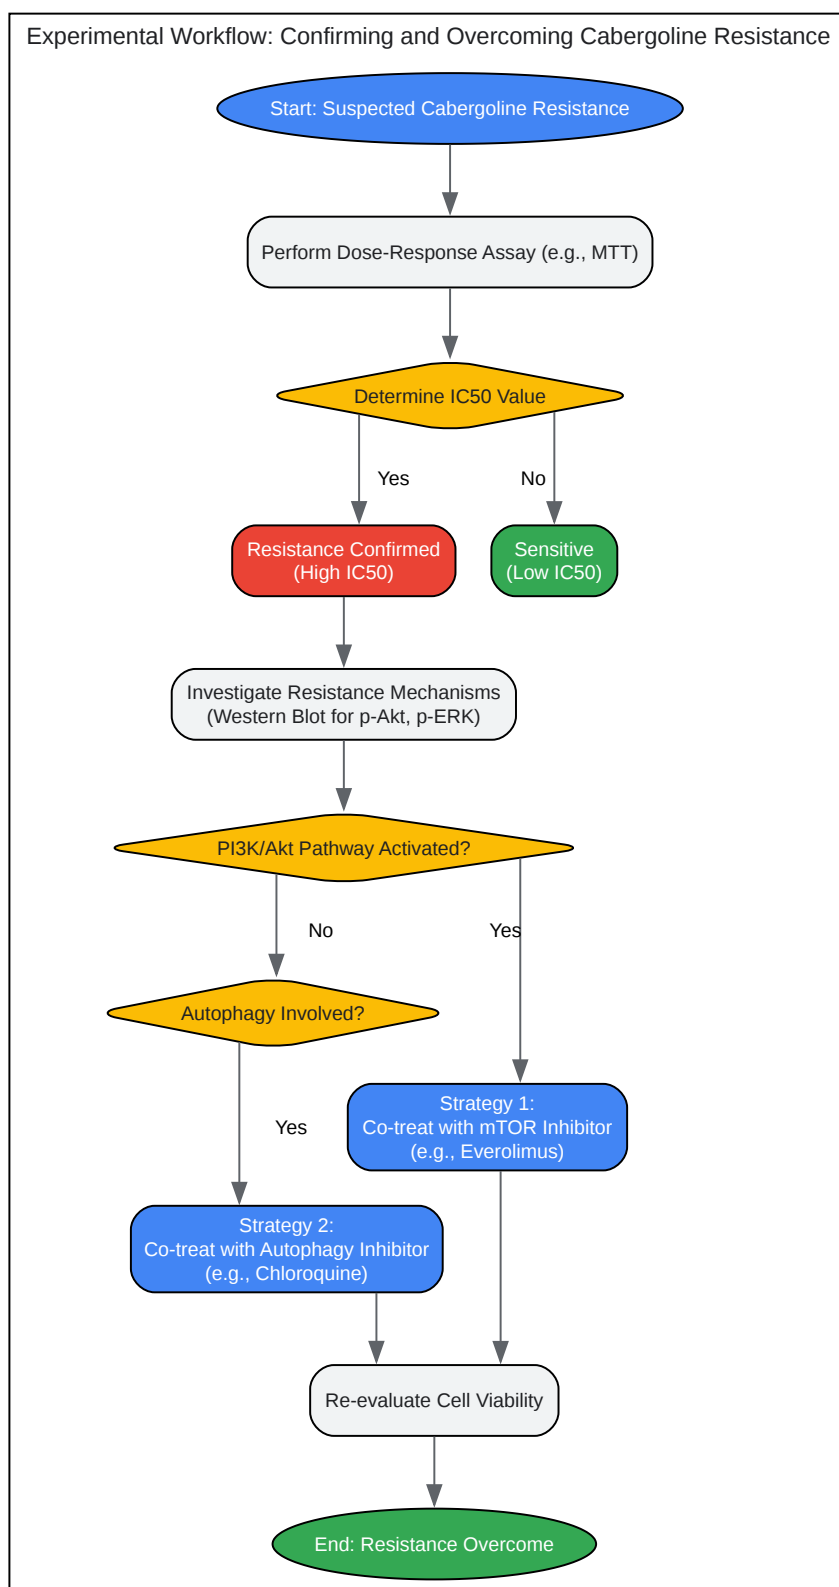 Experimental Workflow: Confirming and Overcoming Cabergoline Resistance
Start: Suspected Cabergoline Resistance
Perform Dose-Response Assay (e.g., MTT)
Determine IC50 Value
Yes
No
Resistance Confirmed
(High IC50)
Sensitive
(Low IC50)
Investigate Resistance Mechanisms
(Western Blot for p-Akt, p-ERK)
PI3K/Akt Pathway Activated?
No
Yes
Autophagy Involved?
Yes
Strategy 1:
Co-treat with mTOR Inhibitor
(e.g., Everolimus)
Strategy 2:
Co-treat with Autophagy Inhibitor
(e.g., Chloroquine)
Re-evaluate Cell Viability
End: Resistance Overcome